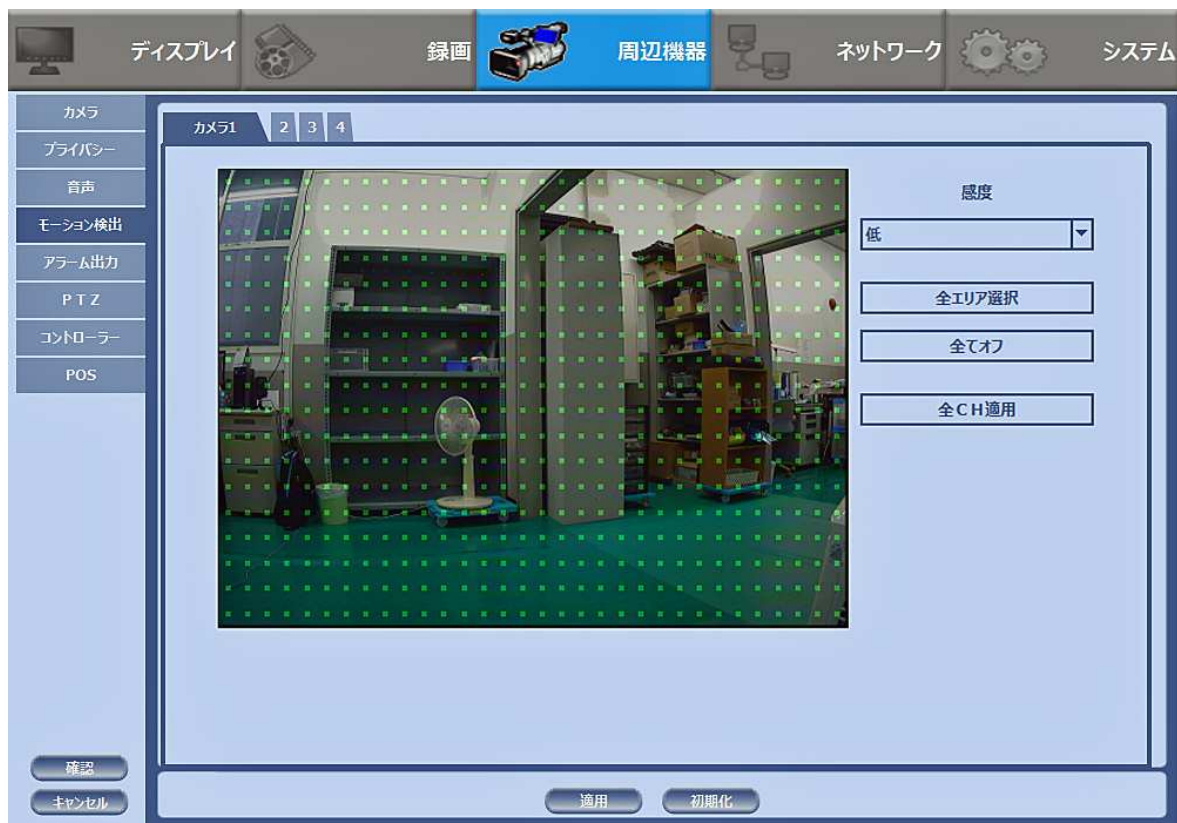 ディスプレイ 録画 周辺機器 ネットワーク システム
カメラ
プライバシー
音声
モーション検出
アラーム出力
ＰＴＺ
コントローラー
POS
確認
キャンセル
カメラ1 2 3 4
感度
低
全エリア選択
全てオフ
全ＣＨ適用
適用 初期化